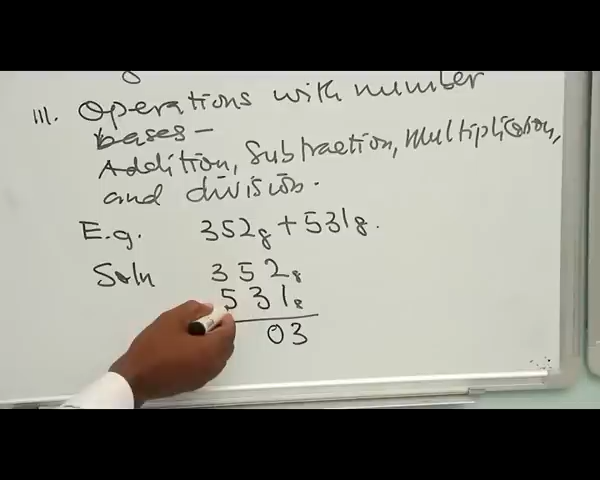 III. Operations with number
bases-
Addition, Subtraction, Multiplication,
and division.
E.g. 352₈ + 531₈.
Soln 352₈
531₈
03